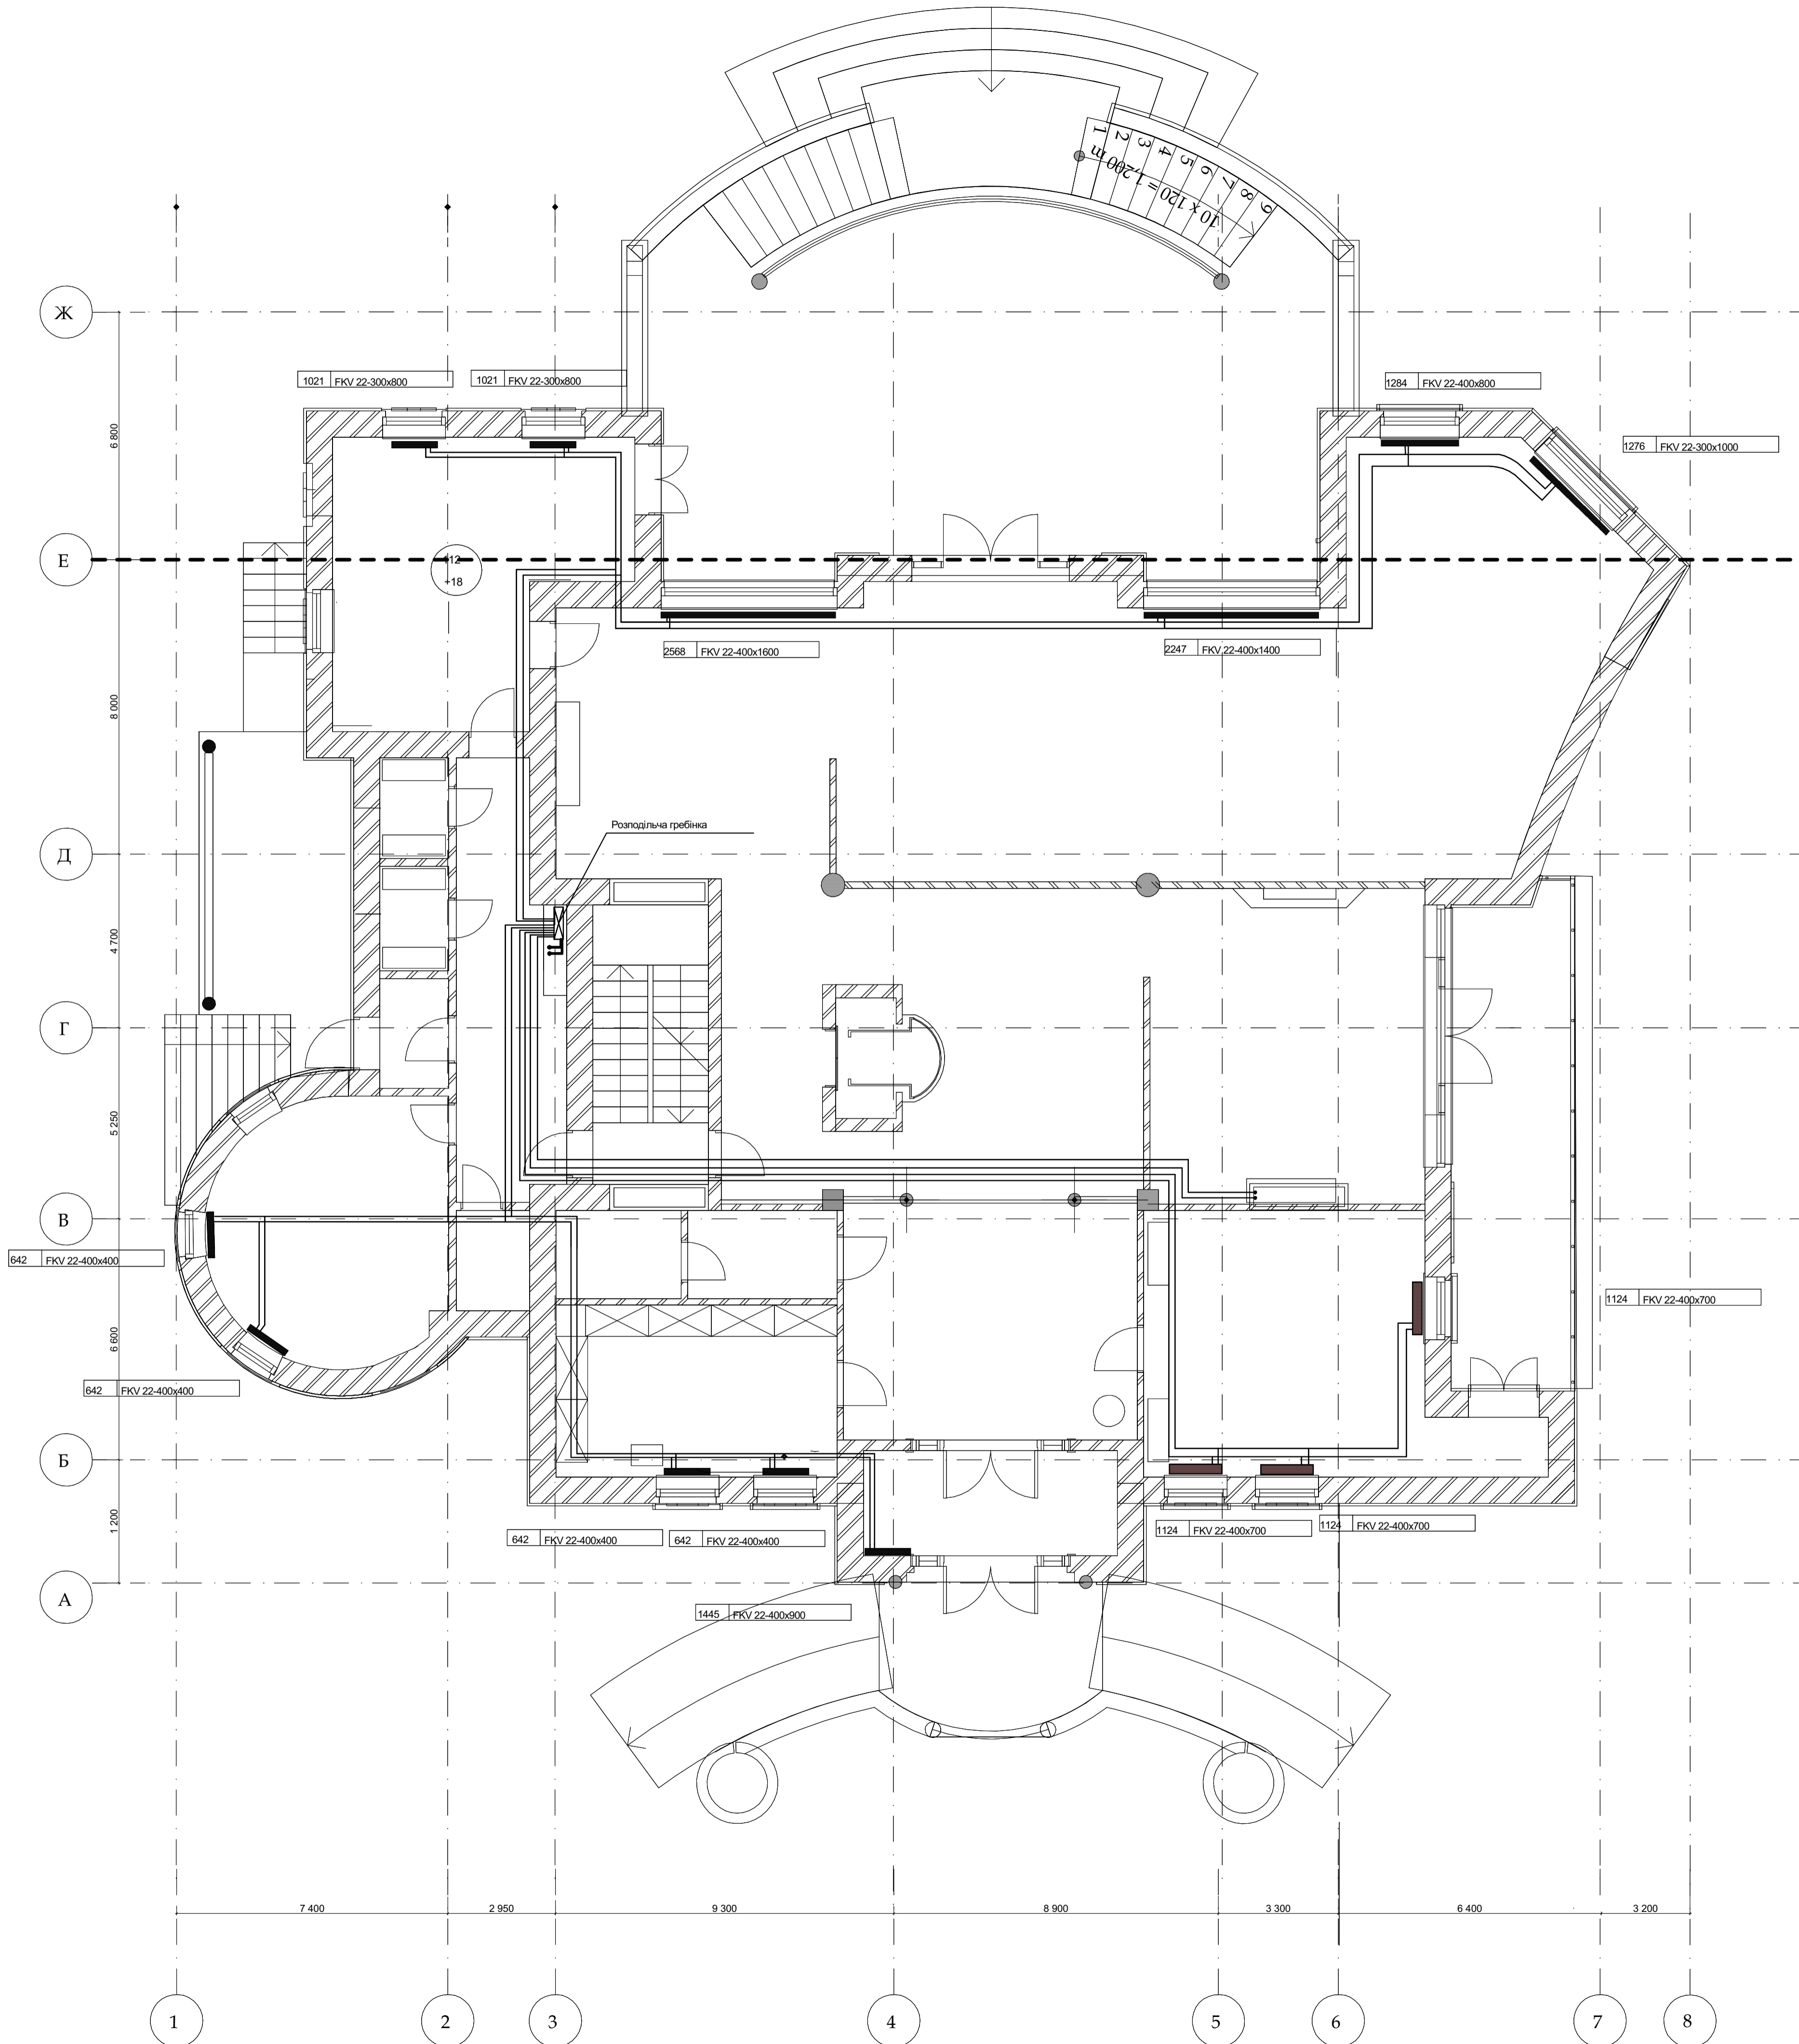 1
2
3
4
5
6
7
8
9
10 x 120 = 1,200 m
Ж
1021 FKV 22-300x800
1021 FKV 22-300x800
1284 FKV 22-400x800
6 800
1276 FKV 22-300x1000
Е
+12
+18
2568 FKV 22-400x1600
2247 FKV 22-400x1400
8 000
Розподільча гребінка
Д
4 700
Г
5 250
В
642 FKV 22-400x400
1124 FKV 22-400x700
6 600
642 FKV 22-400x400
Б
1 200
642 FKV 22-400x400
642 FKV 22-400x400
1124 FKV 22-400x700
1124 FKV 22-400x700
А
1445 FKV 22-400x900
7 400
2 950
9 300
8 900
3 300
6 400
3 200
1
2
3
4
5
6
7
8